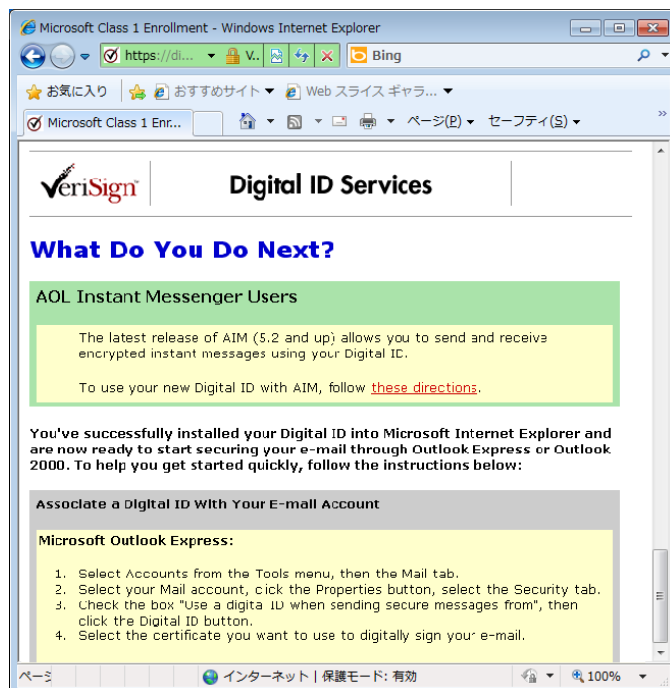 Microsoft Class 1 Enrollment - Windows Internet Explorer
https://di... V.. Bing
お気に入り おすすめサイト ▼ Web スライス ギャラ... ▼
Microsoft Class 1 Enr... ページ(P) ▼ セーフティ(S) ▼ »
VeriSign Digital ID Services
What Do You Do Next?
AOL Instant Messenger Users
The latest release of AIM (5.2 and up) allows you to send and receive
encrypted instant messages using your Digital ID.
To use your new Digital ID with AIM, follow these directions.
You've successfully installed your Digital ID into Microsoft Internet Explorer and
are now ready to start securing your e-mail through Outlook Express or Outlook
2000. To help you get started quickly, follow the instructions below:
Associate a Digital ID With Your E-mail Account
Microsoft Outlook Express:
1. Select Accounts from the Tools menu, then the Mail tab.
2. Select your Mail account, click the Properties button, select the Security tab.
3. Check the box "Use a digital ID when sending secure messages from", then
click the Digital ID button.
4. Select the certificate you want to use to digitally sign your e-mail.
ページ インターネット | 保護モード: 有効 100%